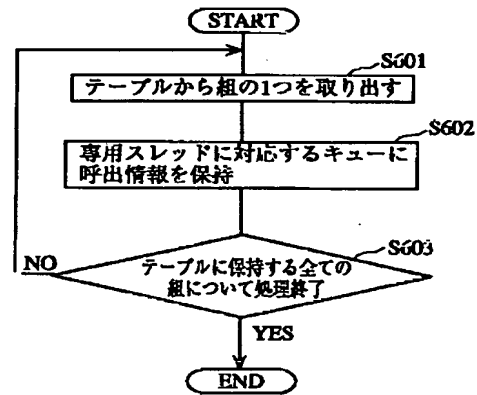 START
S601
テーブルから組の1つを取り出す
S602
専用スレッドに対応するキューに
呼出情報を保持
S603
テーブルに保持する全ての
組について処理終了
NO
YES
END